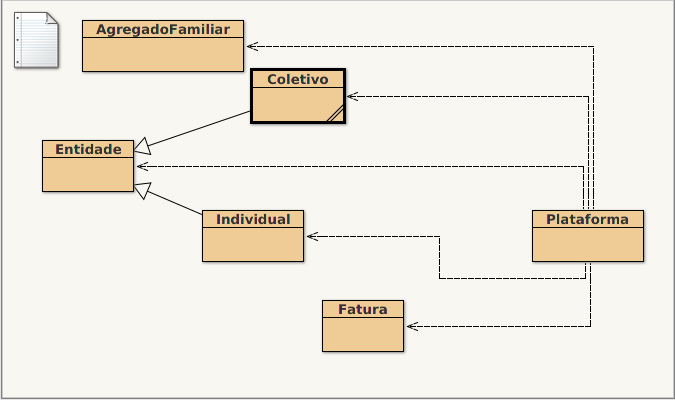 AgregadoFamiliar
Coletivo
Entidade
Individual
Plataforma
Fatura